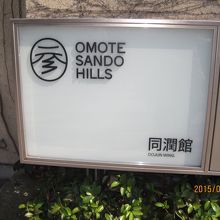 OMOTE
SANDO
HILLS
同潤館
DOJUN WING
2015/0